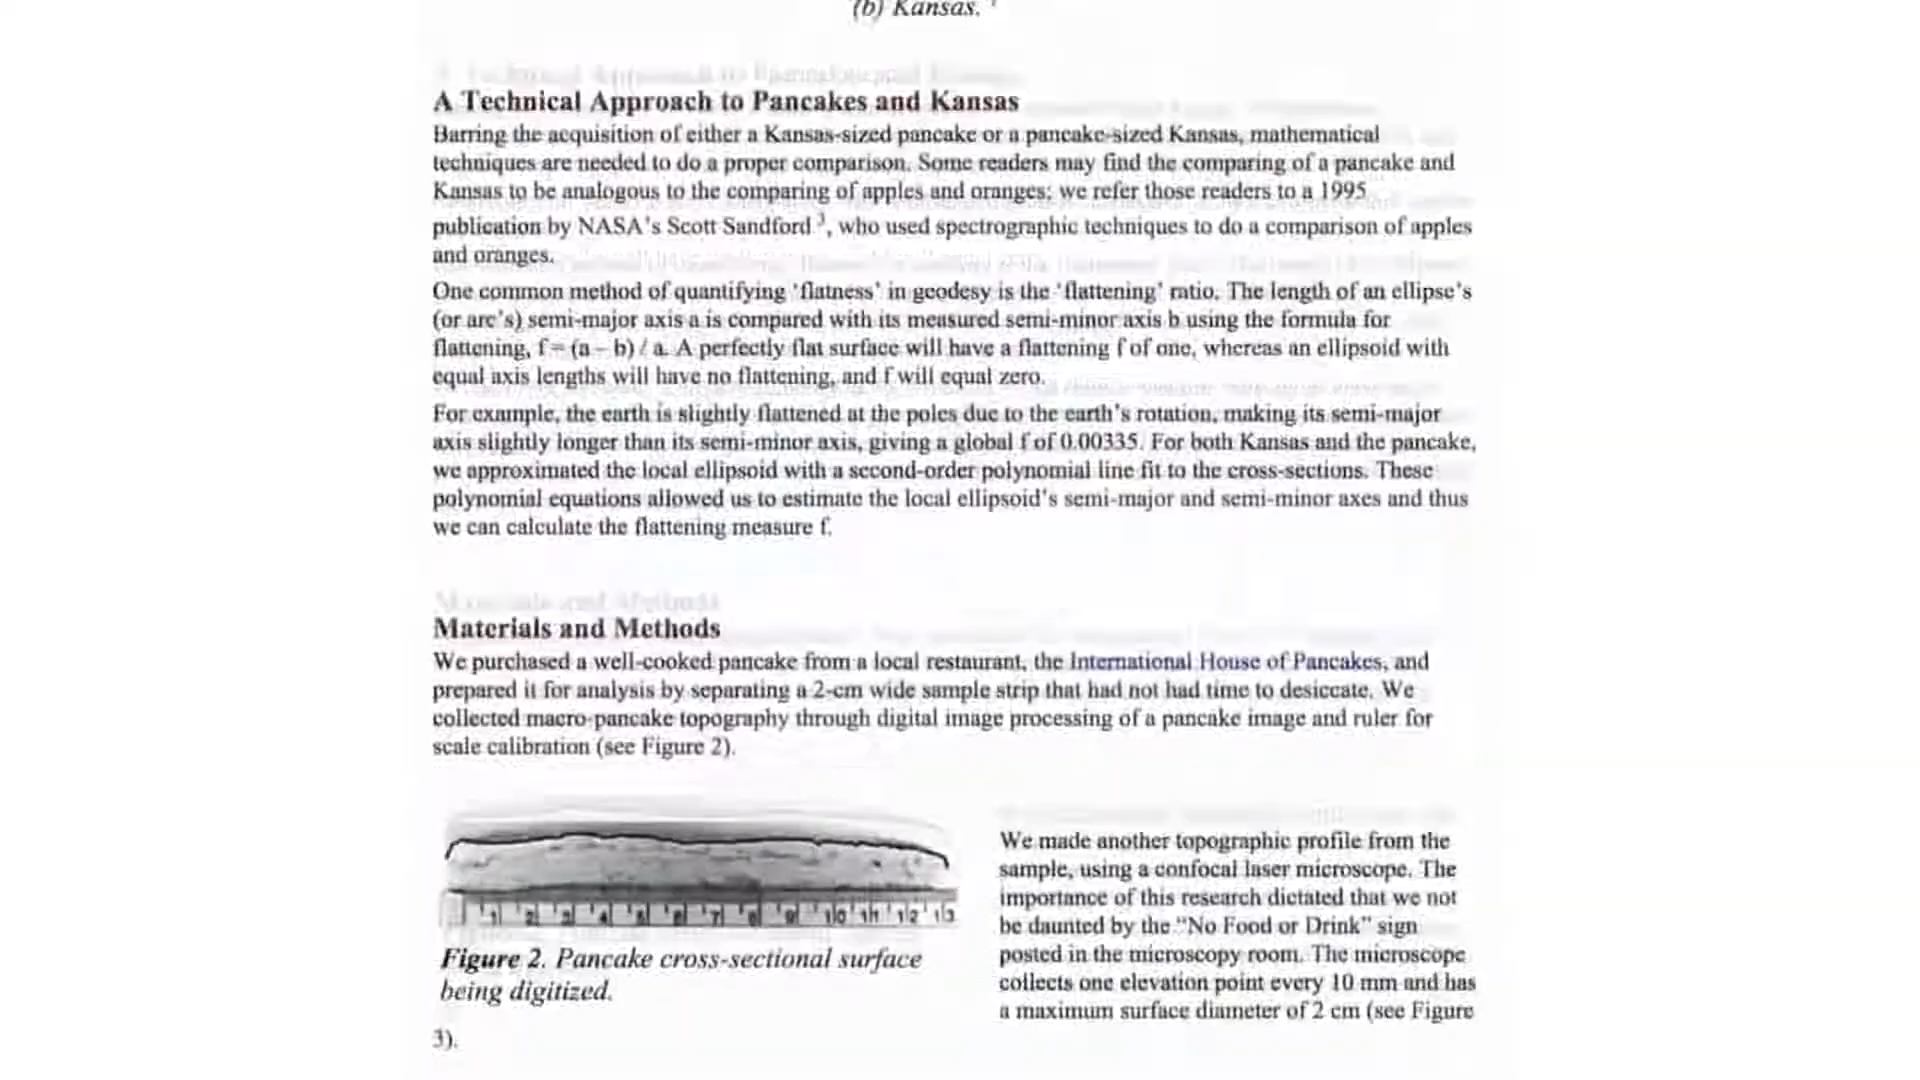 (b) Kansas. 1
A Technical Approach to Pancakes and Kansas
Barring the acquisition of either a Kansas-sized pancake or a pancake-sized Kansas, mathematical
techniques are needed to do a proper comparison. Some readers may find the comparing of a pancake and
Kansas to be analogous to the comparing of apples and oranges; we refer those readers to a 1995
publication by NASA's Scott Sandford 3, who used spectrographic techniques to do a comparison of apples
and oranges.
One common method of quantifying 'flatness' in geodesy is the 'flattening' ratio. The length of an ellipse's
(or arc's) semi-major axis a is compared with its measured semi-minor axis b using the formula for
flattening, f = (a – b) / a. A perfectly flat surface will have a flattening f of one, whereas an ellipsoid with
equal axis lengths will have no flattening, and f will equal zero.
For example, the earth is slightly flattened at the poles due to the earth's rotation, making its semi-major
axis slightly longer than its semi-minor axis, giving a global f of 0.00335. For both Kansas and the pancake,
we approximated the local ellipsoid with a second-order polynomial line fit to the cross-sections. These
polynomial equations allowed us to estimate the local ellipsoid's semi-major and semi-minor axes and thus
we can calculate the flattening measure f.
Materials and Methods
We purchased a well-cooked pancake from a local restaurant, the International House of Pancakes, and
prepared it for analysis by separating a 2-cm wide sample strip that had not had time to desiccate. We
collected macro-pancake topography through digital image processing of a pancake image and ruler for
scale calibration (see Figure 2).
1 2 3 4 5 6 7 8 9 10 11 12 13
Figure 2. Pancake cross-sectional surface
being digitized.
We made another topographic profile from the
sample, using a confocal laser microscope. The
importance of this research dictated that we not
be daunted by the "No Food or Drink" sign
posted in the microscopy room. The microscope
collects one elevation point every 10 mm and has
a maximum surface diameter of 2 cm (see Figure
3).